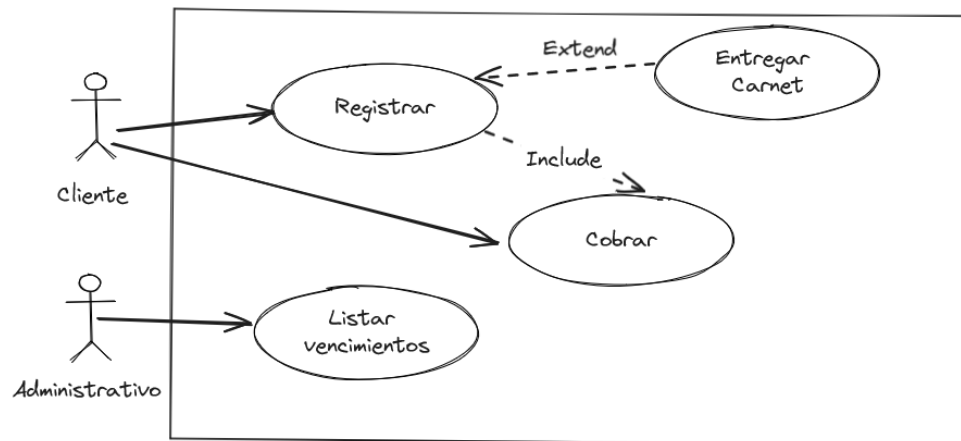 Extend
Entregar
Carnet
Registrar
Include
Cliente
Cobrar
Listar
vencimientos
Administrativo